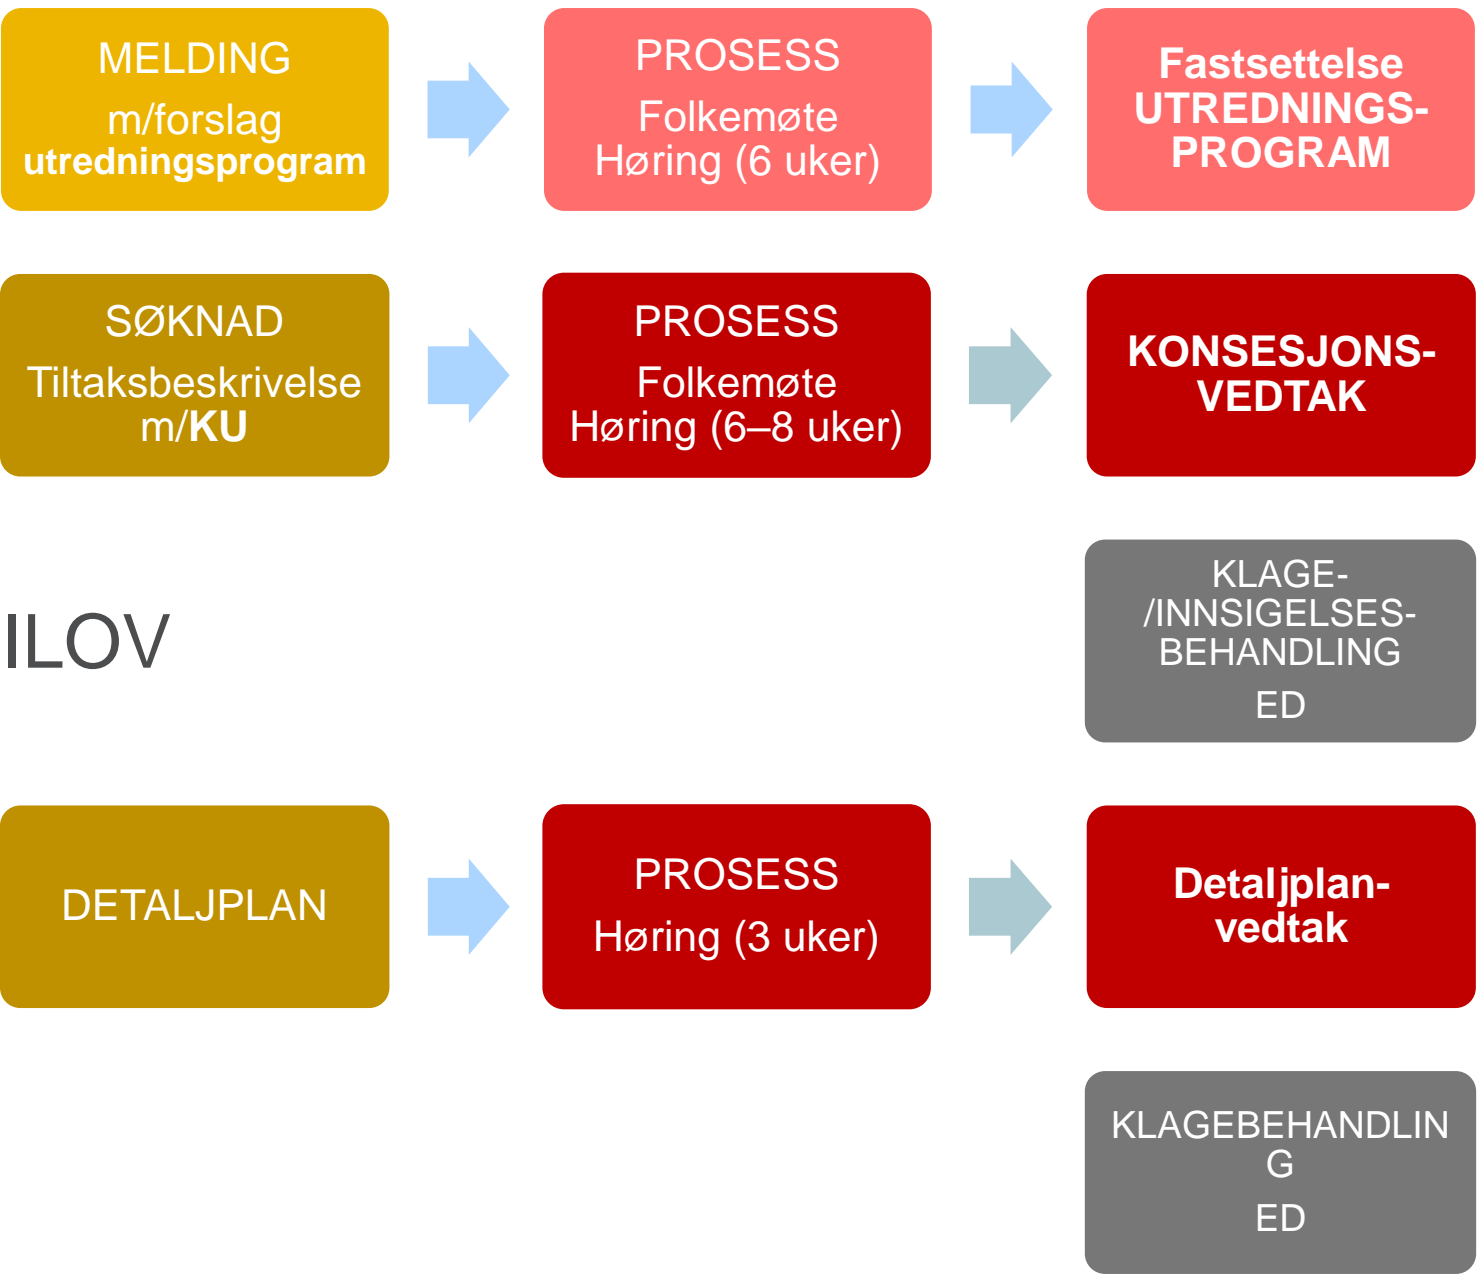 MELDING
m/forslag
utredningsprogram
PROSESS
Folkemøte
Høring (6 uker)
Fastsettelse
UTREDNINGS-
PROGRAM
SØKNAD
Tiltaksbeskrivelse
m/KU
PROSESS
Folkemøte
Høring (6–8 uker)
KONSESJONS-
VEDTAK
ILOV
KLAGE-
/INNSIGELSES-
BEHANDLING
ED
DETALJPLAN
PROSESS
Høring (3 uker)
Detaljplan-
vedtak
KLAGEBEHANDLIN
G
ED